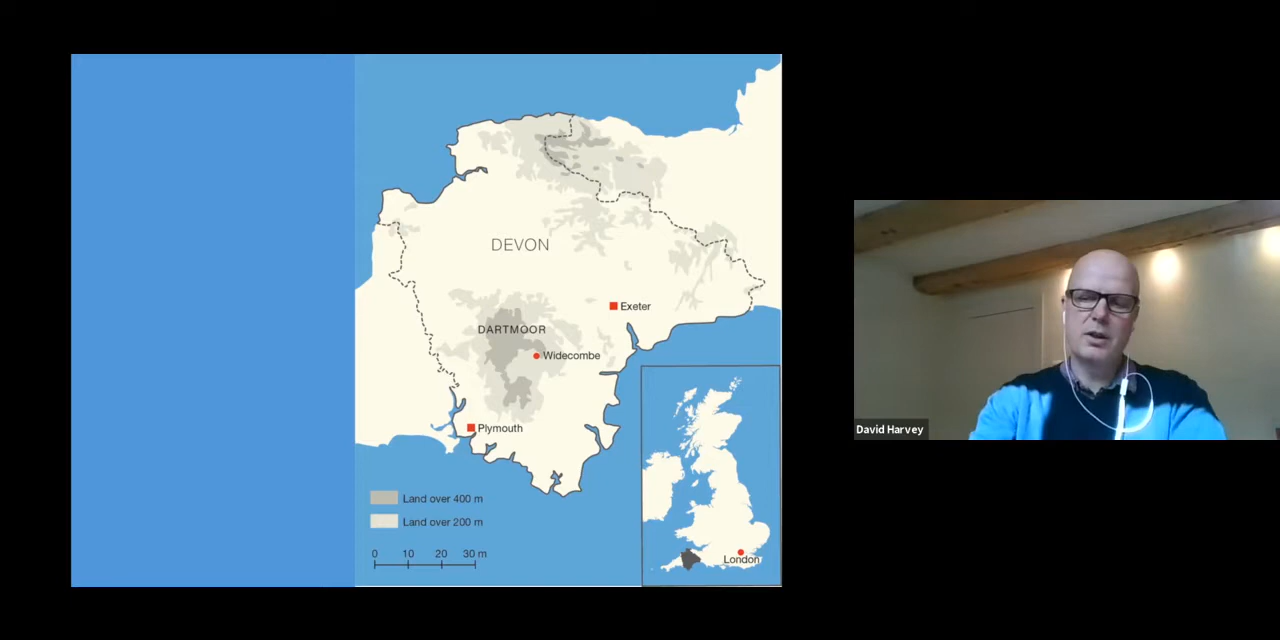 DEVON
Exeter
DARTMOOR
Widecombe
Plymouth
Land over 400 m
Land over 200 m
0 10 20 30 m
London
David Harvey